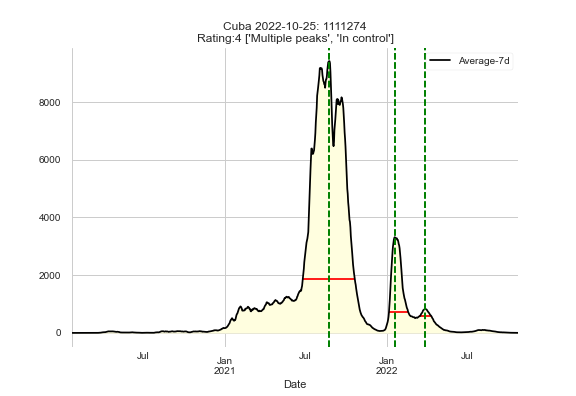 Cuba 2022-10-25: 1111274
Rating:4 ['Multiple peaks', 'In control']
Average-7d
8000
6000
4000
2000
0
Jul
Jan
2021
Jul
Jan
2022
Jul
Date